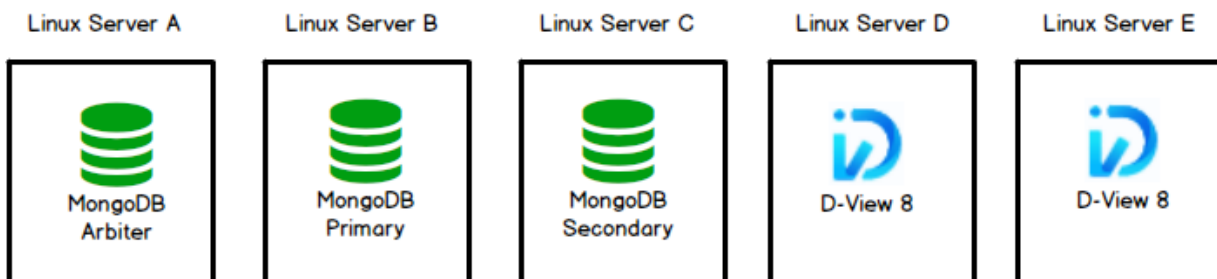 Linux Server A
Linux Server B
Linux Server C
Linux Server D
Linux Server E
MongoDB
Arbiter
MongoDB
Primary
MongoDB
Secondary
D-View 8
D-View 8